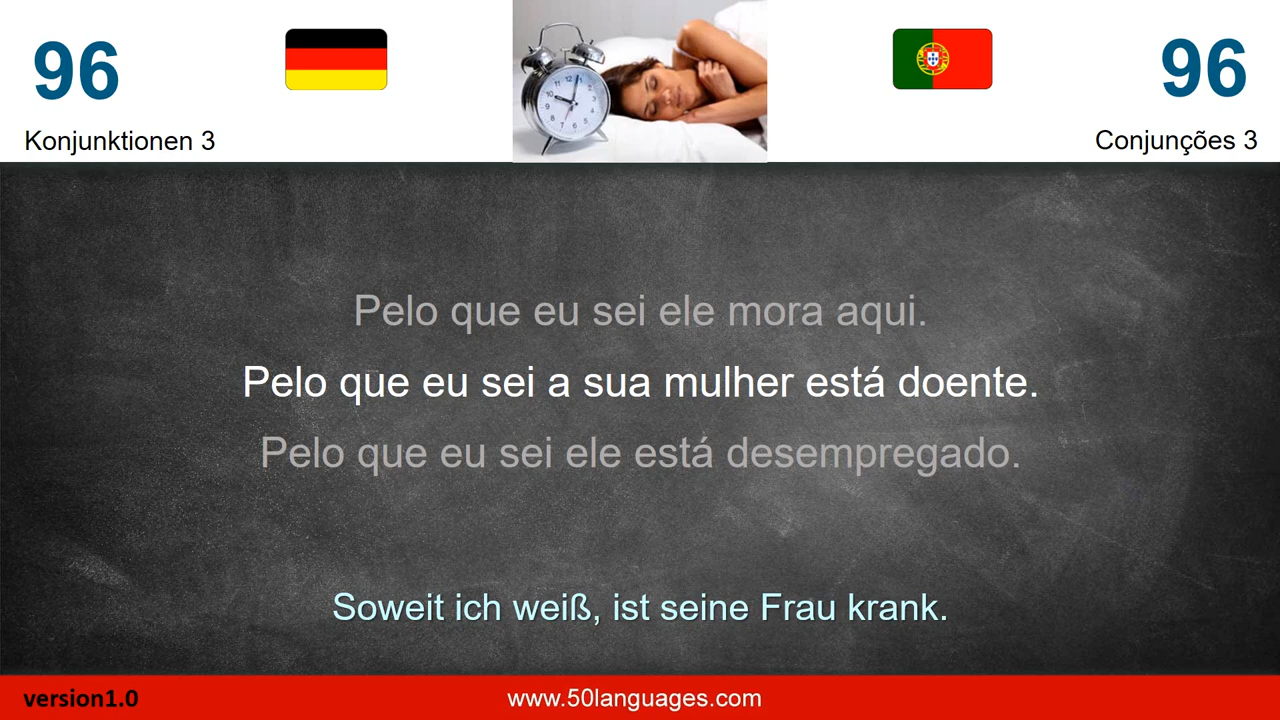 96
96
Konjunktionen 3
Conjunções 3
Pelo que eu sei ele mora aqui.
Pelo que eu sei a sua mulher está doente.
Pelo que eu sei ele está desempregado.
Soweit ich weiß, ist seine Frau krank.
version1.0
www.50languages.com